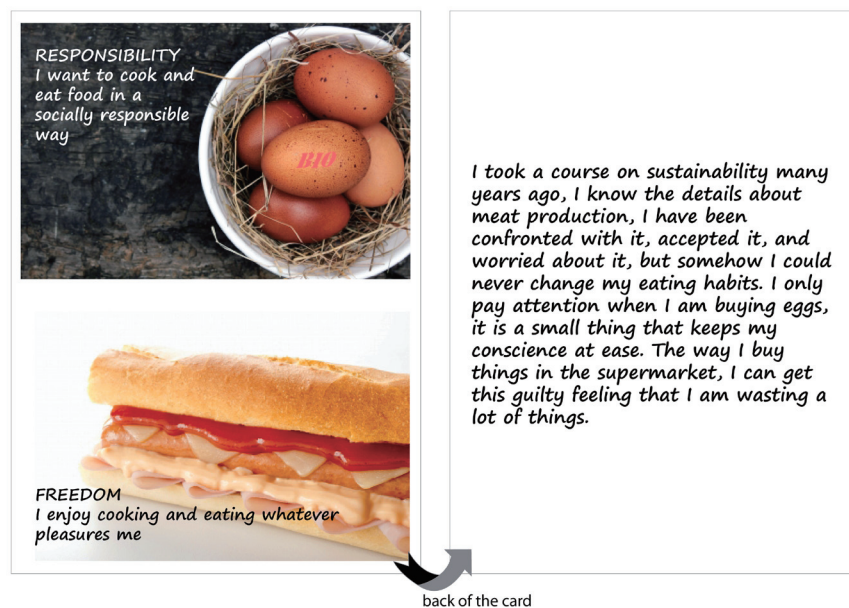 RESPONSIBILITY
I want to cook and
eat food in a
socially responsible
way
BIO
FREEDOM
I enjoy cooking and eating whatever
pleasures me
I took a course on sustainability many
years ago, I know the details about
meat production, I have been
confronted with it, accepted it, and
worried about it, but somehow I could
never change my eating habits. I only
pay attention when I am buying eggs,
it is a small thing that keeps my
conscience at ease. The way I buy
things in the supermarket, I can get
this guilty feeling that I am wasting a
lot of things.
back of the card